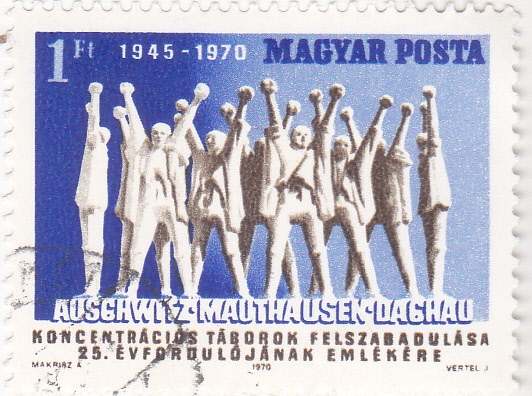 1 Ft 1945-1970 MAGYAR POSTA
AUSCHWITZ·MAUTHAUSEN·DACHAU
KONCENTRÁCIÓS TÁBOROK FELSZABADULÁSA
25. ÉVFORDULÓJÁNAK EMLÉKÉRE
MAKRISZ A. 1970 VERTEL J.